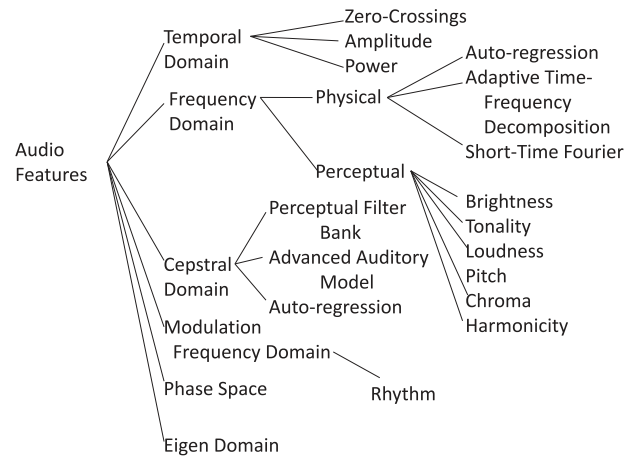 Zero-Crossings
Temporal
Domain
Amplitude
Power
Auto-regression
Adaptive Time-
Frequency
Decomposition
Short-Time Fourier
Frequency
Domain
Physical
Audio
Features
Perceptual
Brightness
Tonality
Loudness
Pitch
Chroma
Harmonicity
Perceptual Filter
Bank
Advanced Auditory
Model
Auto-regression
Cepstral
Domain
Modulation
Frequency Domain
Rhythm
Phase Space
Eigen Domain